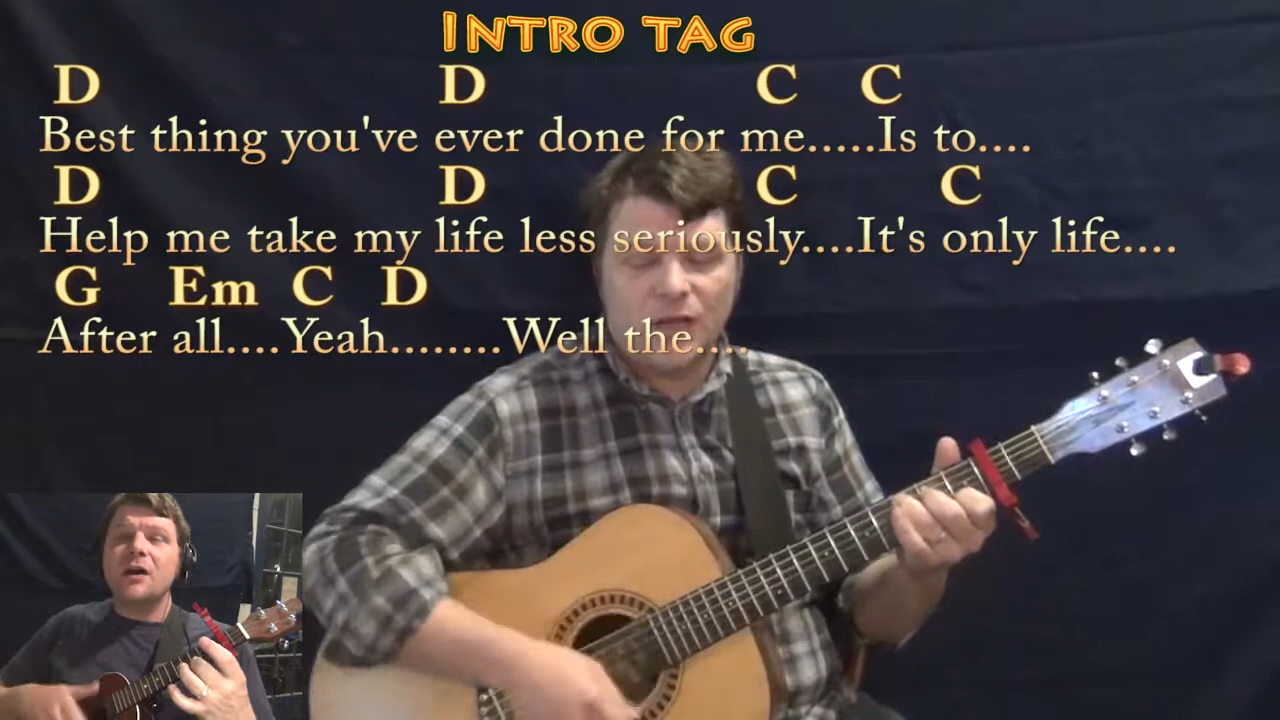 INTRO TAG
D D C C
Best thing you've ever done for me.....Is to....
D D C C
Help me take my life less seriously....It's only life....
G Em C D
After all....Yeah........Well the....